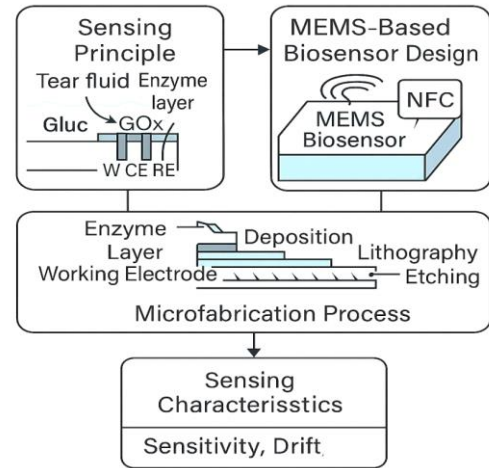 Sensing
Principle
Tear fluid Enzyme
layer
Gluc GOx
W CE RE
MEMS-Based
Biosensor Design
NFC
MEMS
Biosensor
Enzyme
Layer
Working Electrode
Deposition
Lithography
Etching
Microfabrication Process
Sensing
Characterisstics
Sensitivity, Drift